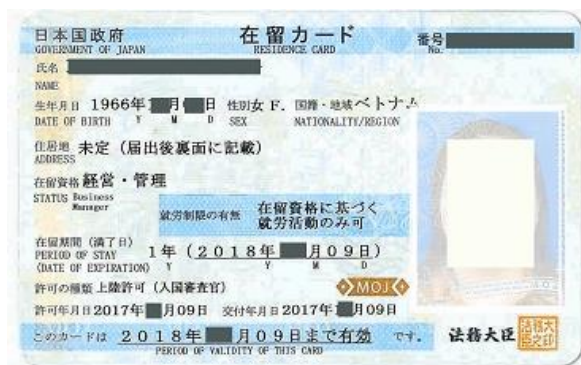 日本国政府 在留カード 番号
GOVERNMENT OF JAPAN RESIDENCE CARD No.
氏名
NAME
生年月日 1966年1 月 日 性別 女 F. 国籍・地域 ベトナム
DATE OF BIRTH Y M D SEX NATIONALITY/REGION
住居地 未定（届出後裏面に記載）
ADDRESS
在留資格 経営・管理
STATUS Business Manager
就労制限の有無 在留資格に基づく
就労活動のみ可
在留期間（満了日） 1年（2018年 月09日）
PERIOD OF STAY
(DATE OF EXPIRATION) Y Y M D
許可の種類 上陸許可（入国審査官） MOJ
許可年月日 2017年 月09日 交付年月日 2017年 月09日
このカードは 2018年 月09日まで有効 です。 法務大臣
PERIOD OF VALIDITY OF THIS CARD